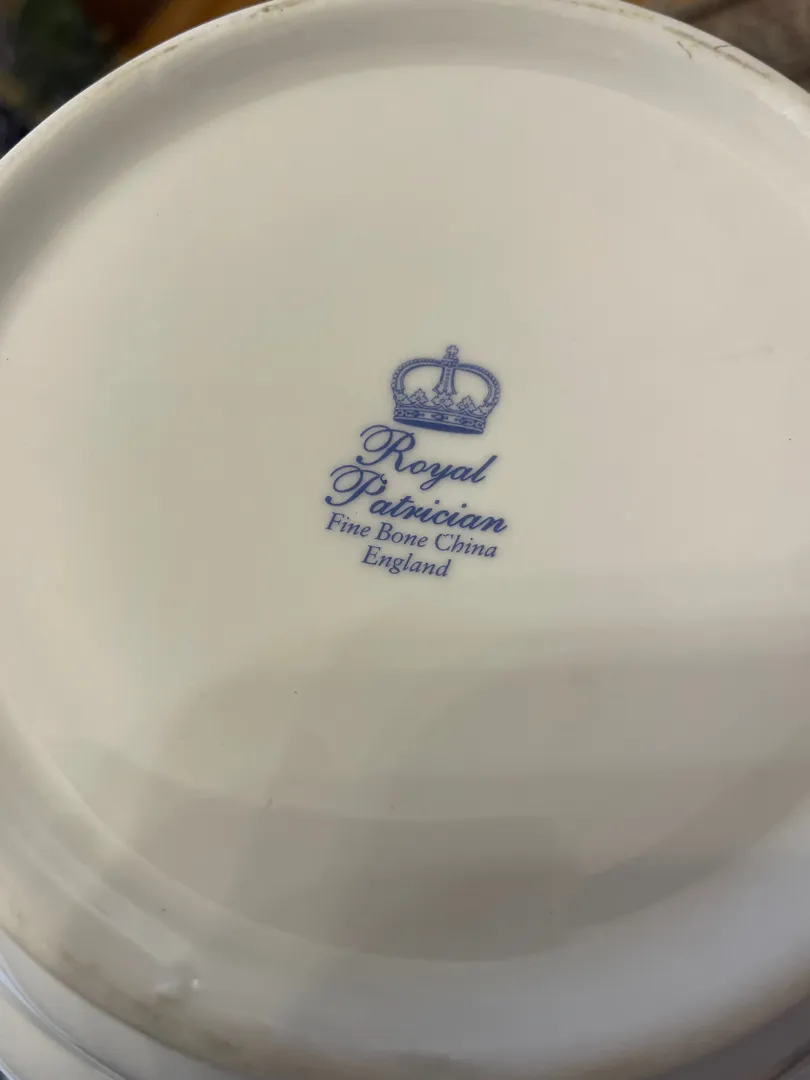 Royal
Patrician
Fine Bone China
England